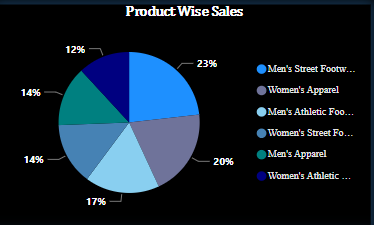 Product Wise Sales
12%
23%
Men's Street Footw...
14%
Women's Apparel
Men's Athletic Foo...
Women's Street Fo...
14%
20%
Men's Apparel
Women's Athletic ...
17%